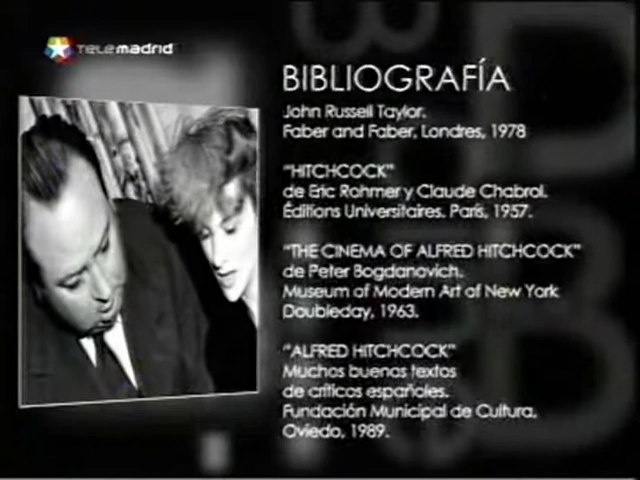 TELEMADRID
BIBLIOGRAFÍA
John Russell Taylor.
Faber and Faber, Londres, 1978
"HITCHCOCK"
de Eric Rohmer y Claude Chabrol.
Éditions Universitaires. París, 1957.
"THE CINEMA OF ALFRED HITCHCOCK"
de Peter Bogdanovich.
Museum of Modern Art of New York
Doubleday, 1963.
"ALFRED HITCHCOCK"
Muchos buenos textos
de críticos españoles.
Fundación Municipal de Cultura,
Oviedo, 1989.